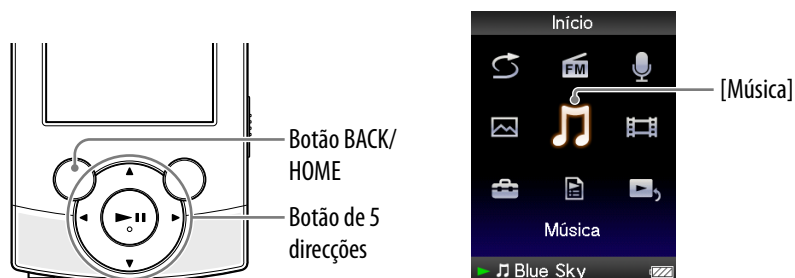 Botão BACK/
HOME
Botão de 5
direcções
Início
FM
[Música]
Música
Blue Sky